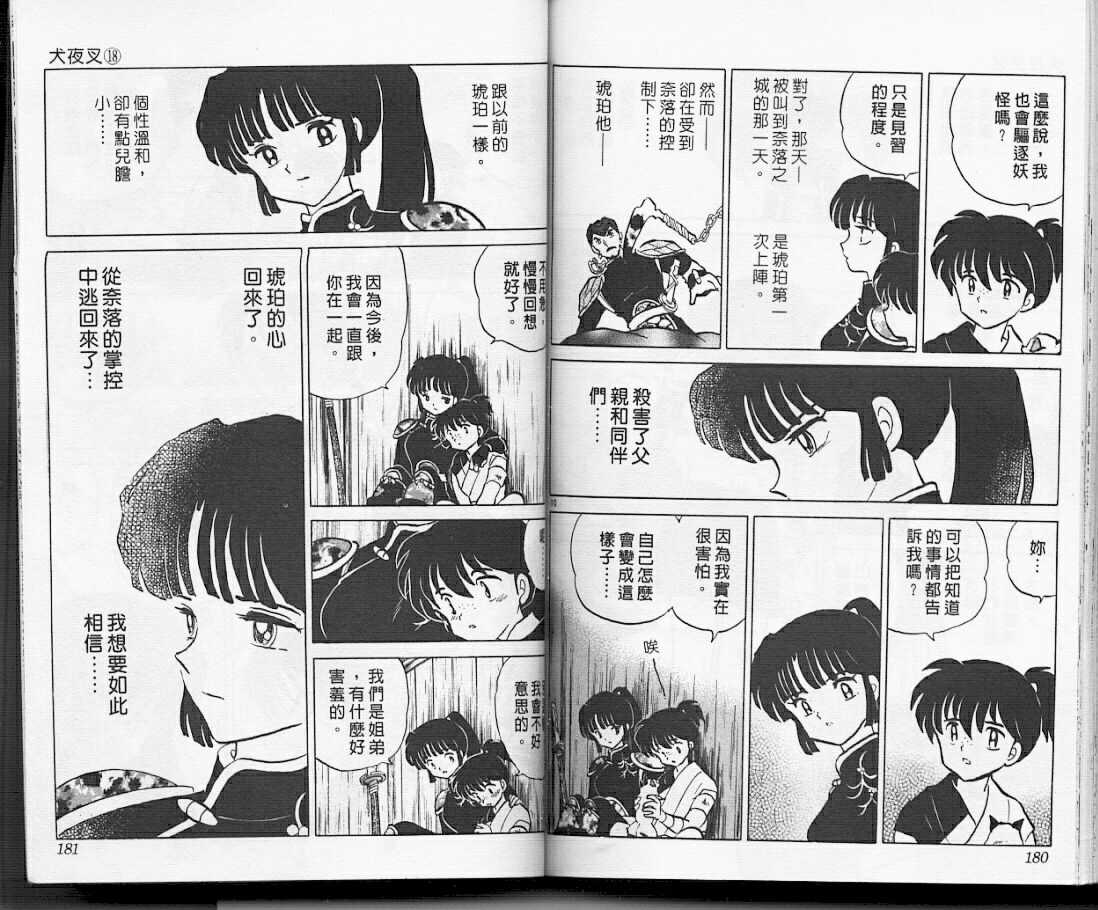 這麼說，我
也會驅逐妖
怪嗎？
只是見習
的程度。
對了，那天—
被叫到奈落之
城的那一天。
是琥珀第一
次上陣。
然而—
卻在受到
奈落的控
制下……
琥珀他—
殺害了父
親和同伴
們……
妳…
可以把知道
的事情都告
訴我嗎？
因為我實在
很害怕。
自己怎麼
會變成這
樣子……
唉
180
犬夜叉⑱
跟以前的
琥珀一樣。
個性溫和，
卻有點兒膽
小……
慢慢回想
就好了。
因為今後，
我會一直跟
你在一起。
我會不好
意思的。
我們是姐弟
，有什麼好
害羞的。
琥珀的心
回來了。
從奈落的掌控
中逃回來了…
我想要如此
相信……
181